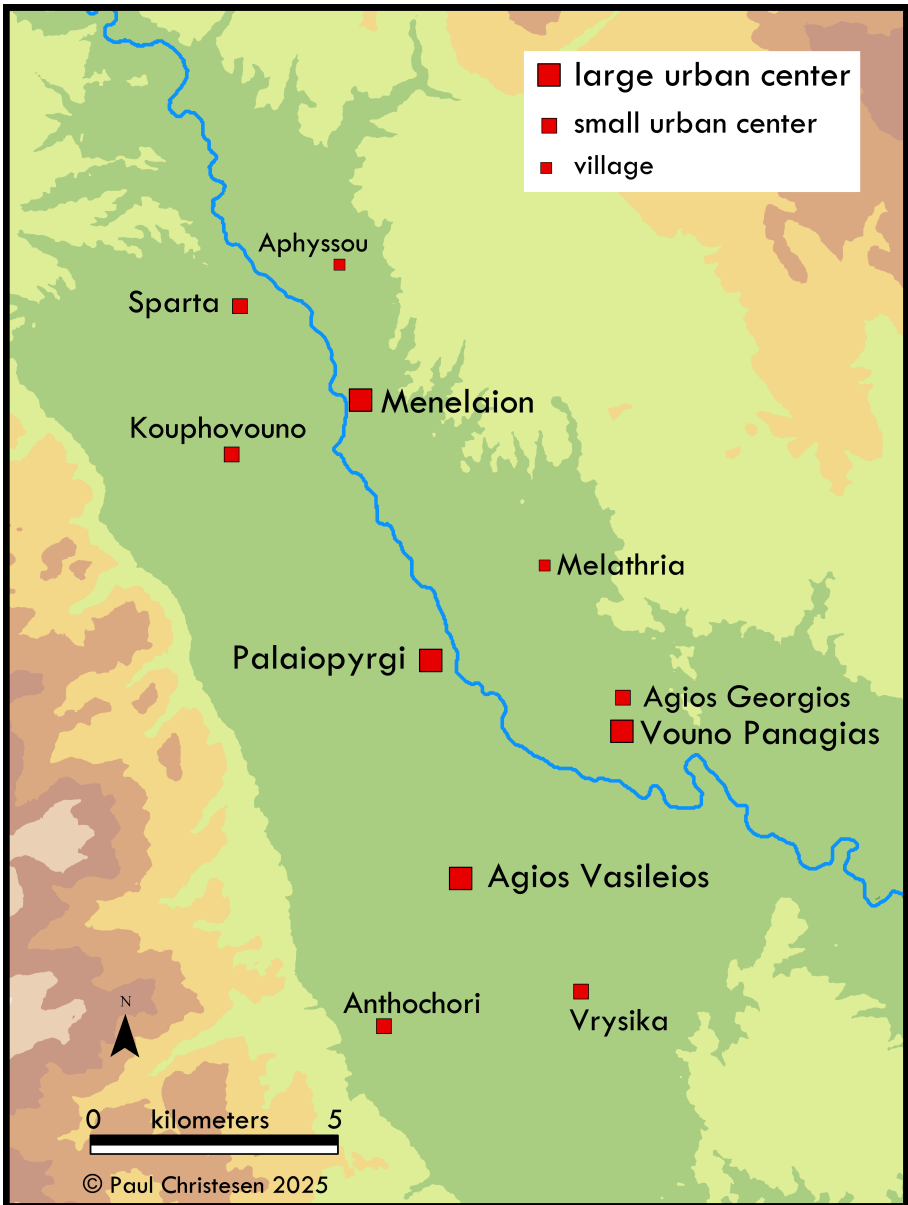 large urban center
small urban center
village
Aphyssou
Sparta
Menelaion
Kouphovouno
Melathria
Palaiopyrgi
Agios Georgios
Vouno Panagias
Agios Vasileios
Anthochori
Vrysika
N
0 kilometers 5
© Paul Christesen 2025